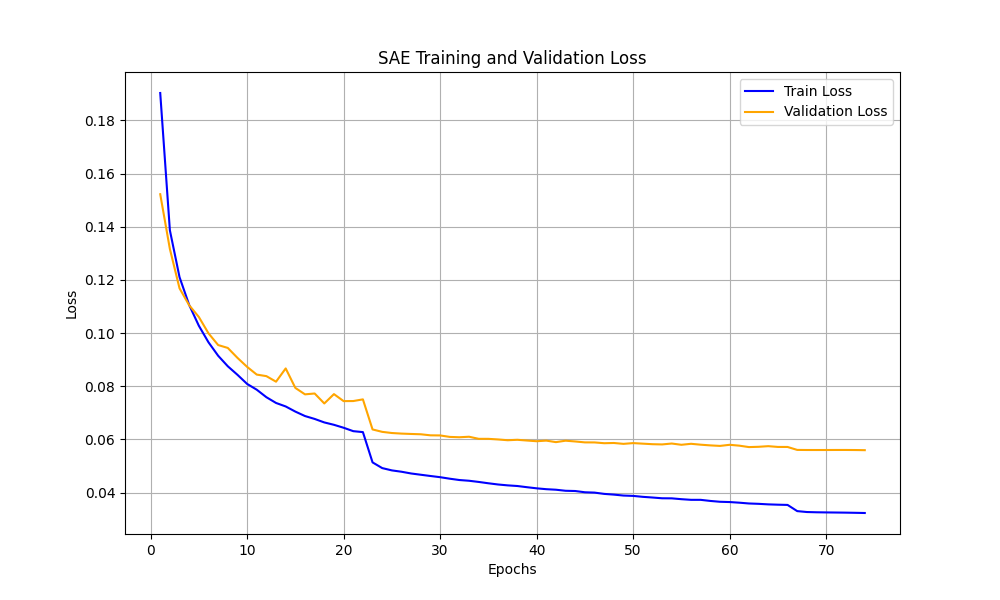 SAE Training and Validation Loss
Train Loss
Validation Loss
0.18
0.16
0.14
0.12
0.10
0.08
0.06
0.04
Loss
0 10 20 30 40 50 60 70
Epochs